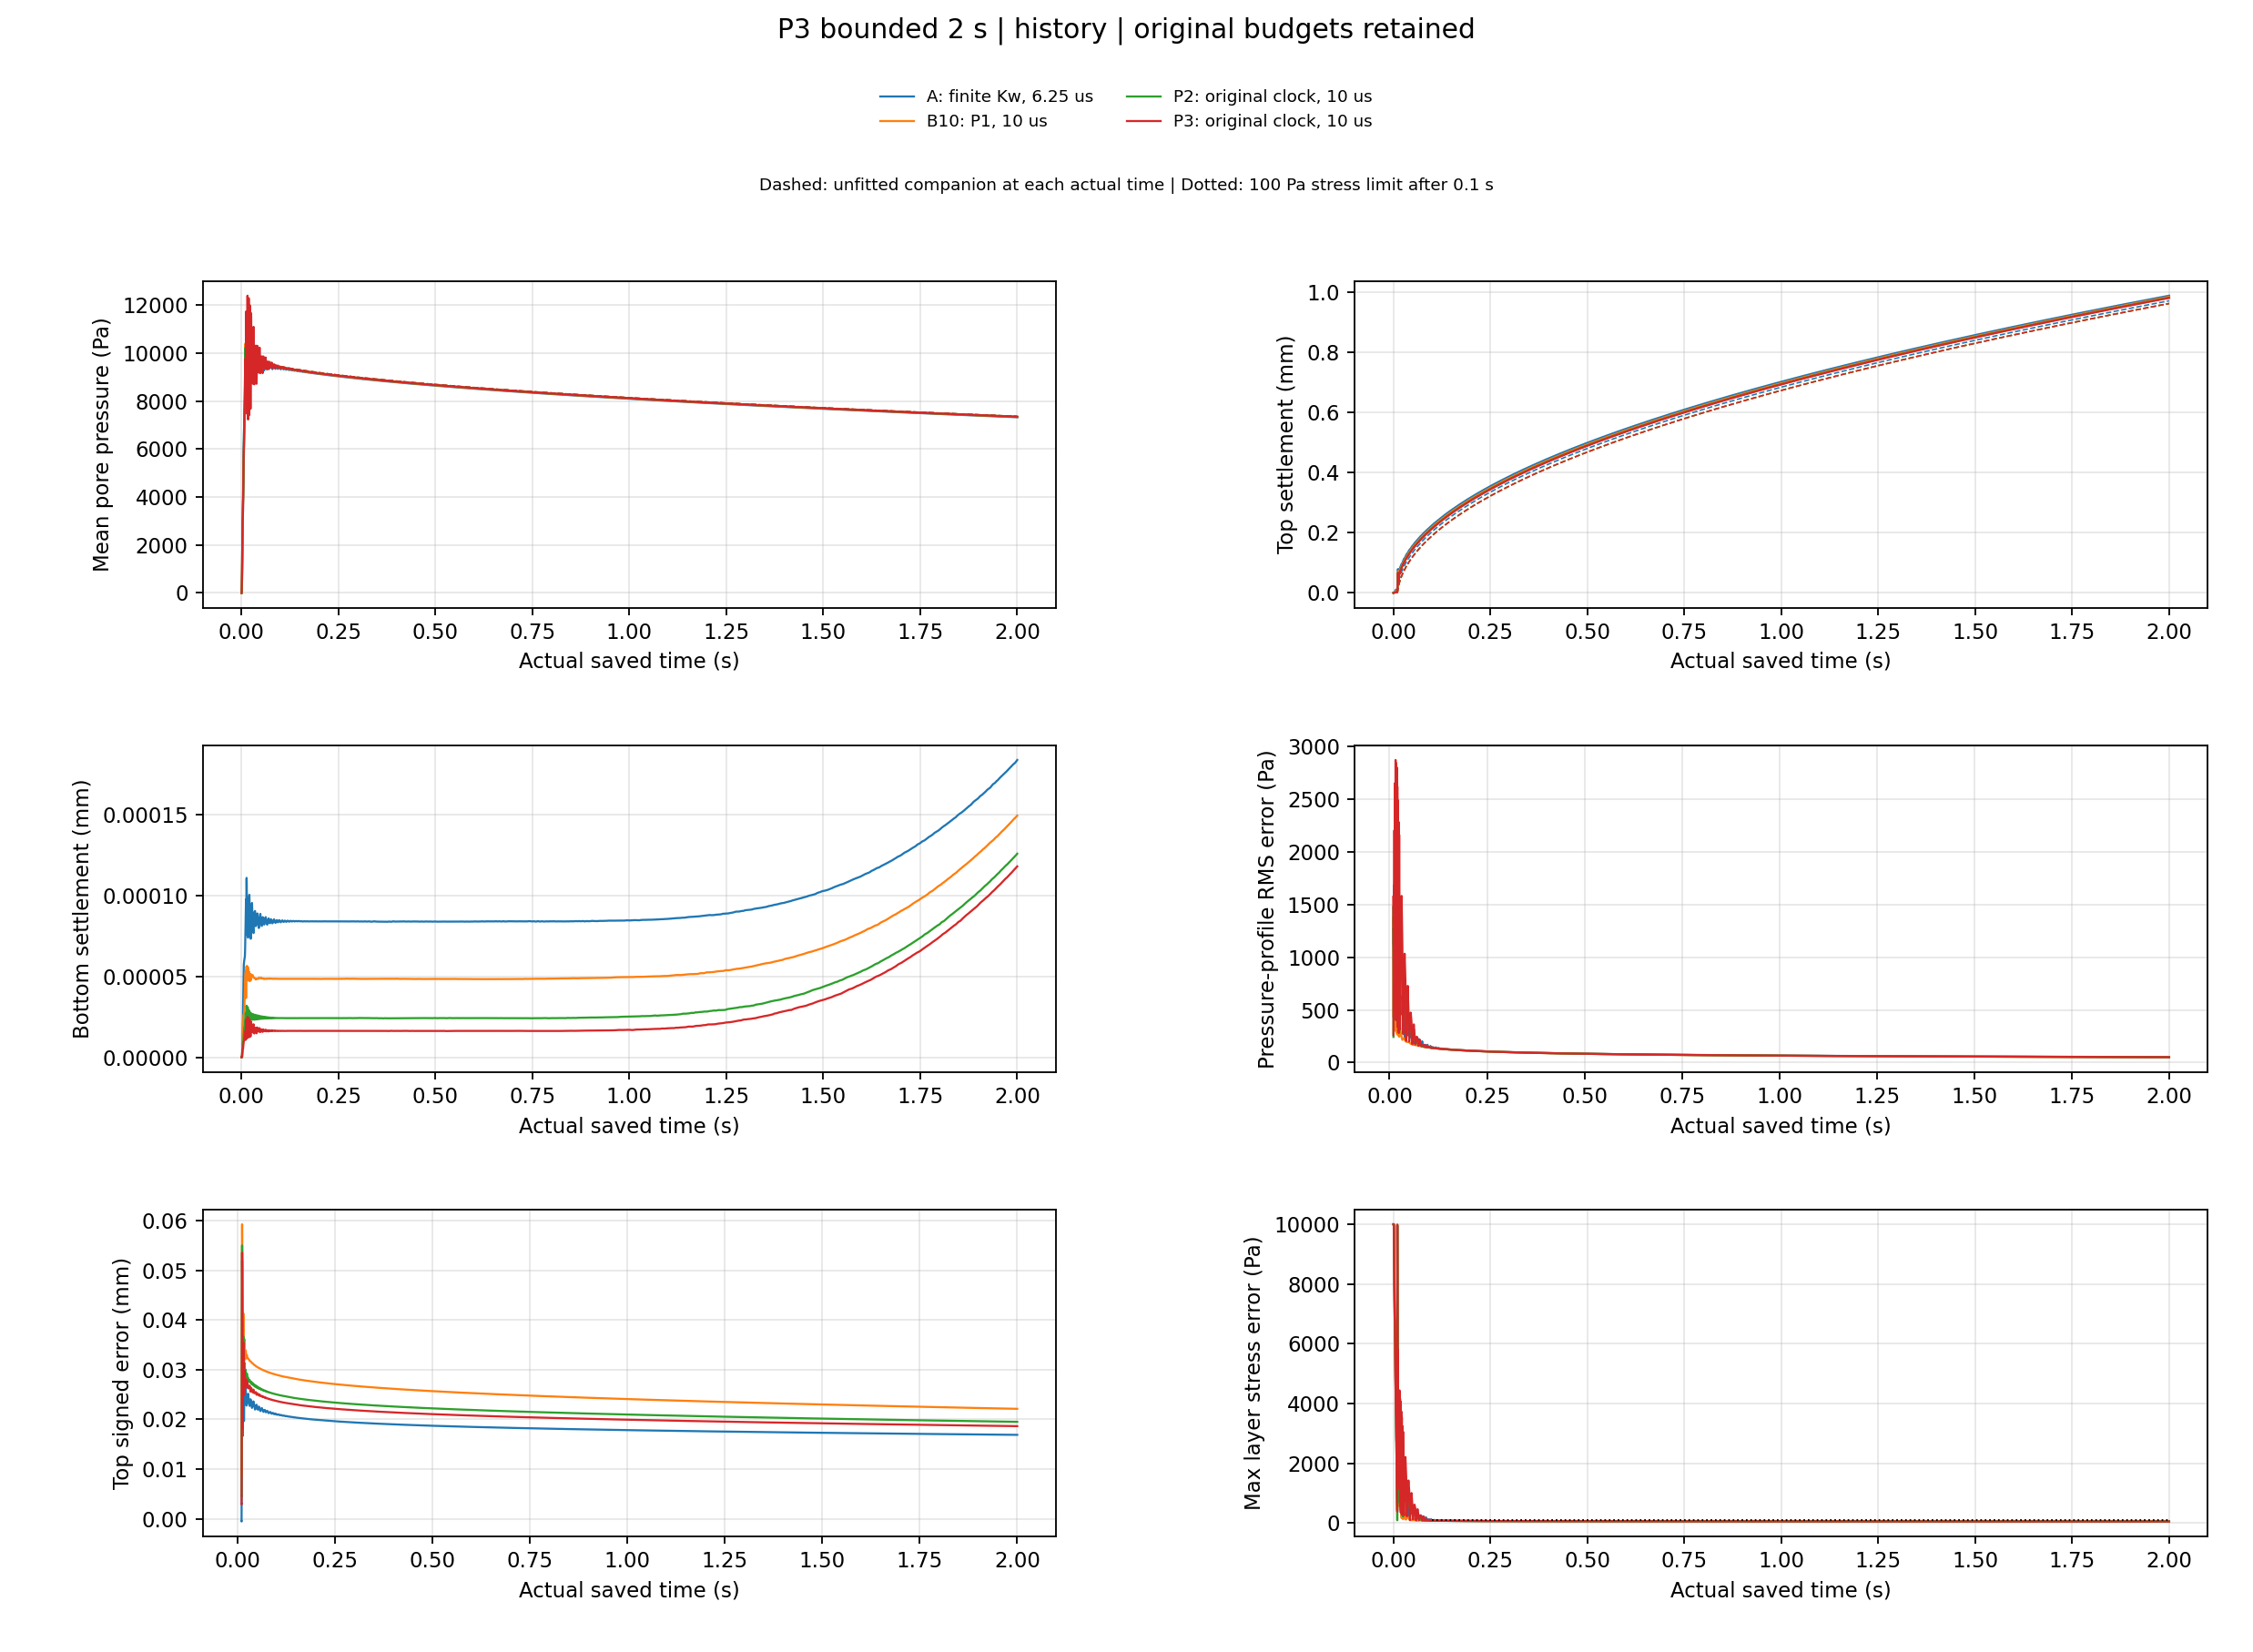 P3 bounded 2 s | history | original budgets retained
A: finite Kw, 6.25 us
B10: P1, 10 us
P2: original clock, 10 us
P3: original clock, 10 us
Dashed: unfitted companion at each actual time | Dotted: 100 Pa stress limit after 0.1 s
Mean pore pressure (Pa)
12000
10000
8000
6000
4000
2000
0
0.00 0.25 0.50 0.75 1.00 1.25 1.50 1.75 2.00
Actual saved time (s)
Top settlement (mm)
1.0
0.8
0.6
0.4
0.2
0.0
0.00 0.25 0.50 0.75 1.00 1.25 1.50 1.75 2.00
Actual saved time (s)
Bottom settlement (mm)
0.00015
0.00010
0.00005
0.00000
0.00 0.25 0.50 0.75 1.00 1.25 1.50 1.75 2.00
Actual saved time (s)
Pressure-profile RMS error (Pa)
3000
2500
2000
1500
1000
500
0
0.00 0.25 0.50 0.75 1.00 1.25 1.50 1.75 2.00
Actual saved time (s)
Top signed error (mm)
0.06
0.05
0.04
0.03
0.02
0.01
0.00
0.00 0.25 0.50 0.75 1.00 1.25 1.50 1.75 2.00
Actual saved time (s)
Max layer stress error (Pa)
10000
8000
6000
4000
2000
0
0.00 0.25 0.50 0.75 1.00 1.25 1.50 1.75 2.00
Actual saved time (s)